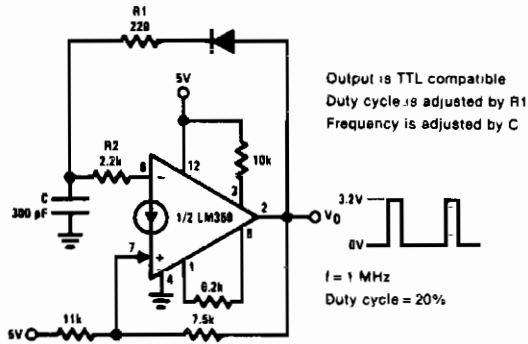 R1
220
5V
Output is TTL compatible
Duty cycle is adjusted by R1
Frequency is adjusted by C
R2
2.2k
6
12
10k
3
C
300 pF
1/2 LM359
2
VO
3.2V
0V
8
7
1
4
6.2k
f = 1 MHz
Duty cycle = 20%
5V
11k
7.5k